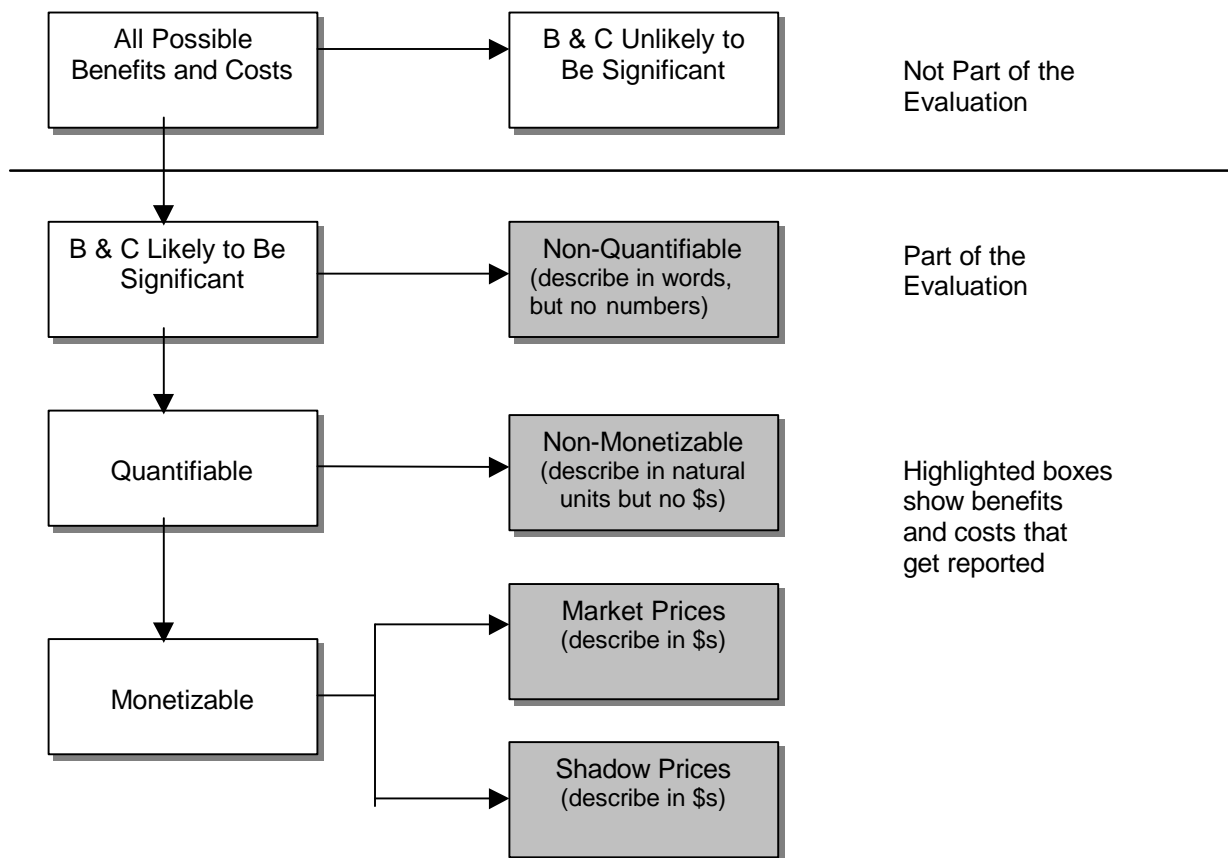 All Possible
Benefits and Costs
B & C Unlikely to
Be Significant
Not Part of the
Evaluation
B & C Likely to Be
Significant
Non-Quantifiable
(describe in words,
but no numbers)
Part of the
Evaluation
Quantifiable
Non-Monetizable
(describe in natural
units but no $s)
Highlighted boxes
show benefits
and costs that
get reported
Market Prices
(describe in $s)
Monetizable
Shadow Prices
(describe in $s)